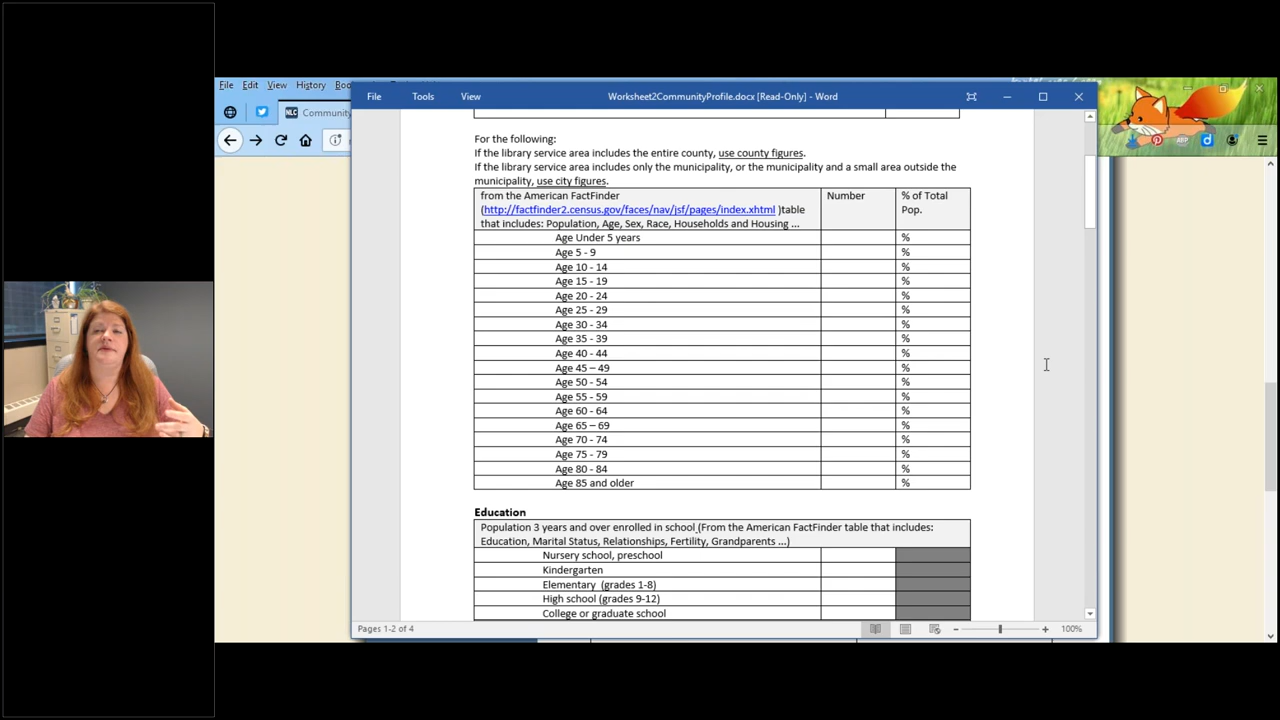 File Edit View History Boo
NLC Community
File Tools View Worksheet2CommunityProfile.docx [Read-Only] - Word
For the following:
If the library service area includes the entire county, use county figures.
If the library service area includes only the municipality, or the municipality and a small area outside the
municipality, use city figures.
from the American FactFinder
(http://factfinder2.census.gov/faces/nav/jsf/pages/index.xhtml )table
that includes: Population, Age, Sex, Race, Households and Housing ...
Number
% of Total
Pop.
Age Under 5 years %
Age 5 - 9 %
Age 10 - 14 %
Age 15 - 19 %
Age 20 - 24 %
Age 25 - 29 %
Age 30 - 34 %
Age 35 - 39 %
Age 40 - 44 %
Age 45 – 49 %
Age 50 - 54 %
Age 55 - 59 %
Age 60 - 64 %
Age 65 – 69 %
Age 70 - 74 %
Age 75 - 79 %
Age 80 - 84 %
Age 85 and older %
Education
Population 3 years and over enrolled in school (From the American FactFinder table that includes:
Education, Marital Status, Relationships, Fertility, Grandparents ...)
Nursery school, preschool
Kindergarten
Elementary (grades 1-8)
High school (grades 9-12)
College or graduate school
Pages 1-2 of 4
100%